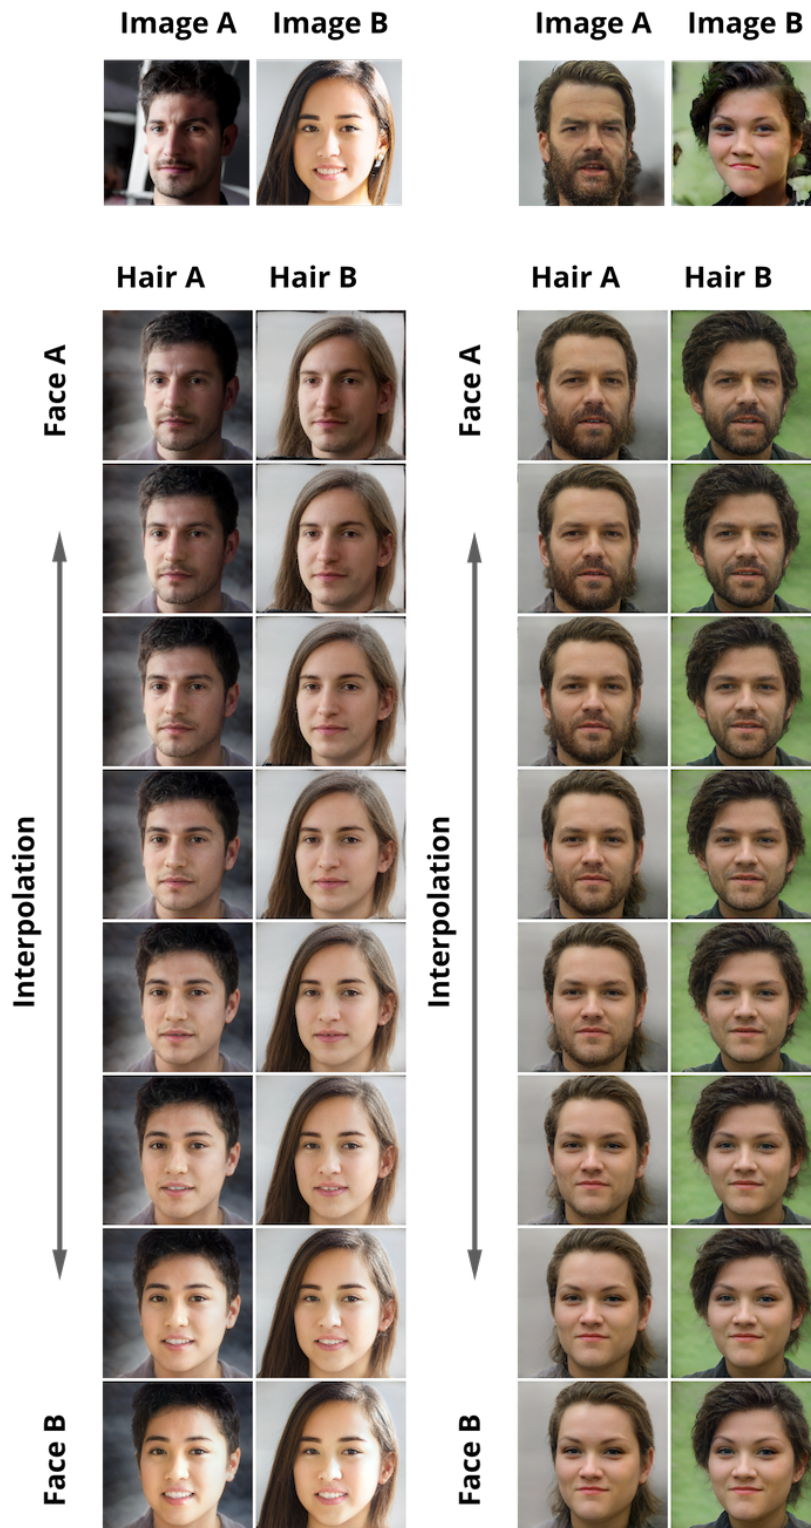 Image A Image B Image A Image B
Hair A Hair B Hair A Hair B
Face A Face A
Interpolation Interpolation
Face B Face B